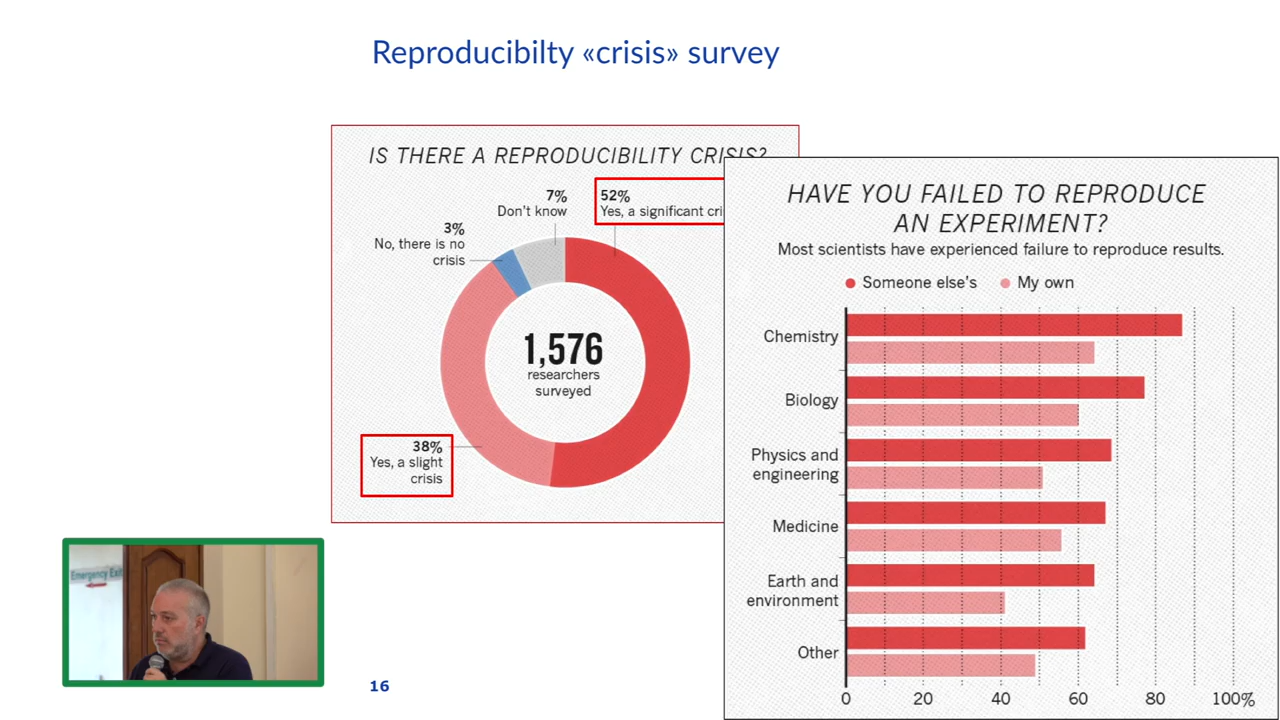 Reproducibilty «crisis» survey
IS THERE A REPRODUCIBILITY CRISIS?
7%
Don't know
52%
Yes, a significant cri
3%
No, there is no
crisis
1,576
researchers
surveyed
38%
Yes, a slight
crisis
HAVE YOU FAILED TO REPRODUCE
AN EXPERIMENT?
Most scientists have experienced failure to reproduce results.
Someone else's My own
Chemistry
Biology
Physics and
engineering
Medicine
Earth and
environment
Other
0 20 40 60 80 100%
Emergency Exit
16